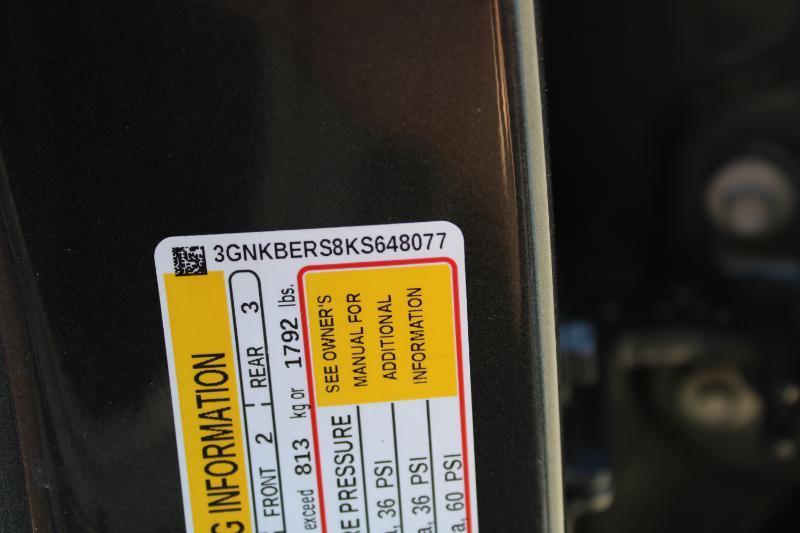 3GNKBERS8KS648077
G INFORMATION
FRONT 2 REAR 3
exceed 813 kg or 1792 lbs.
RE PRESSURE
SEE OWNER'S
MANUAL FOR
ADDITIONAL
INFORMATION
a, 36 PSI
a, 36 PSI
a, 60 PSI